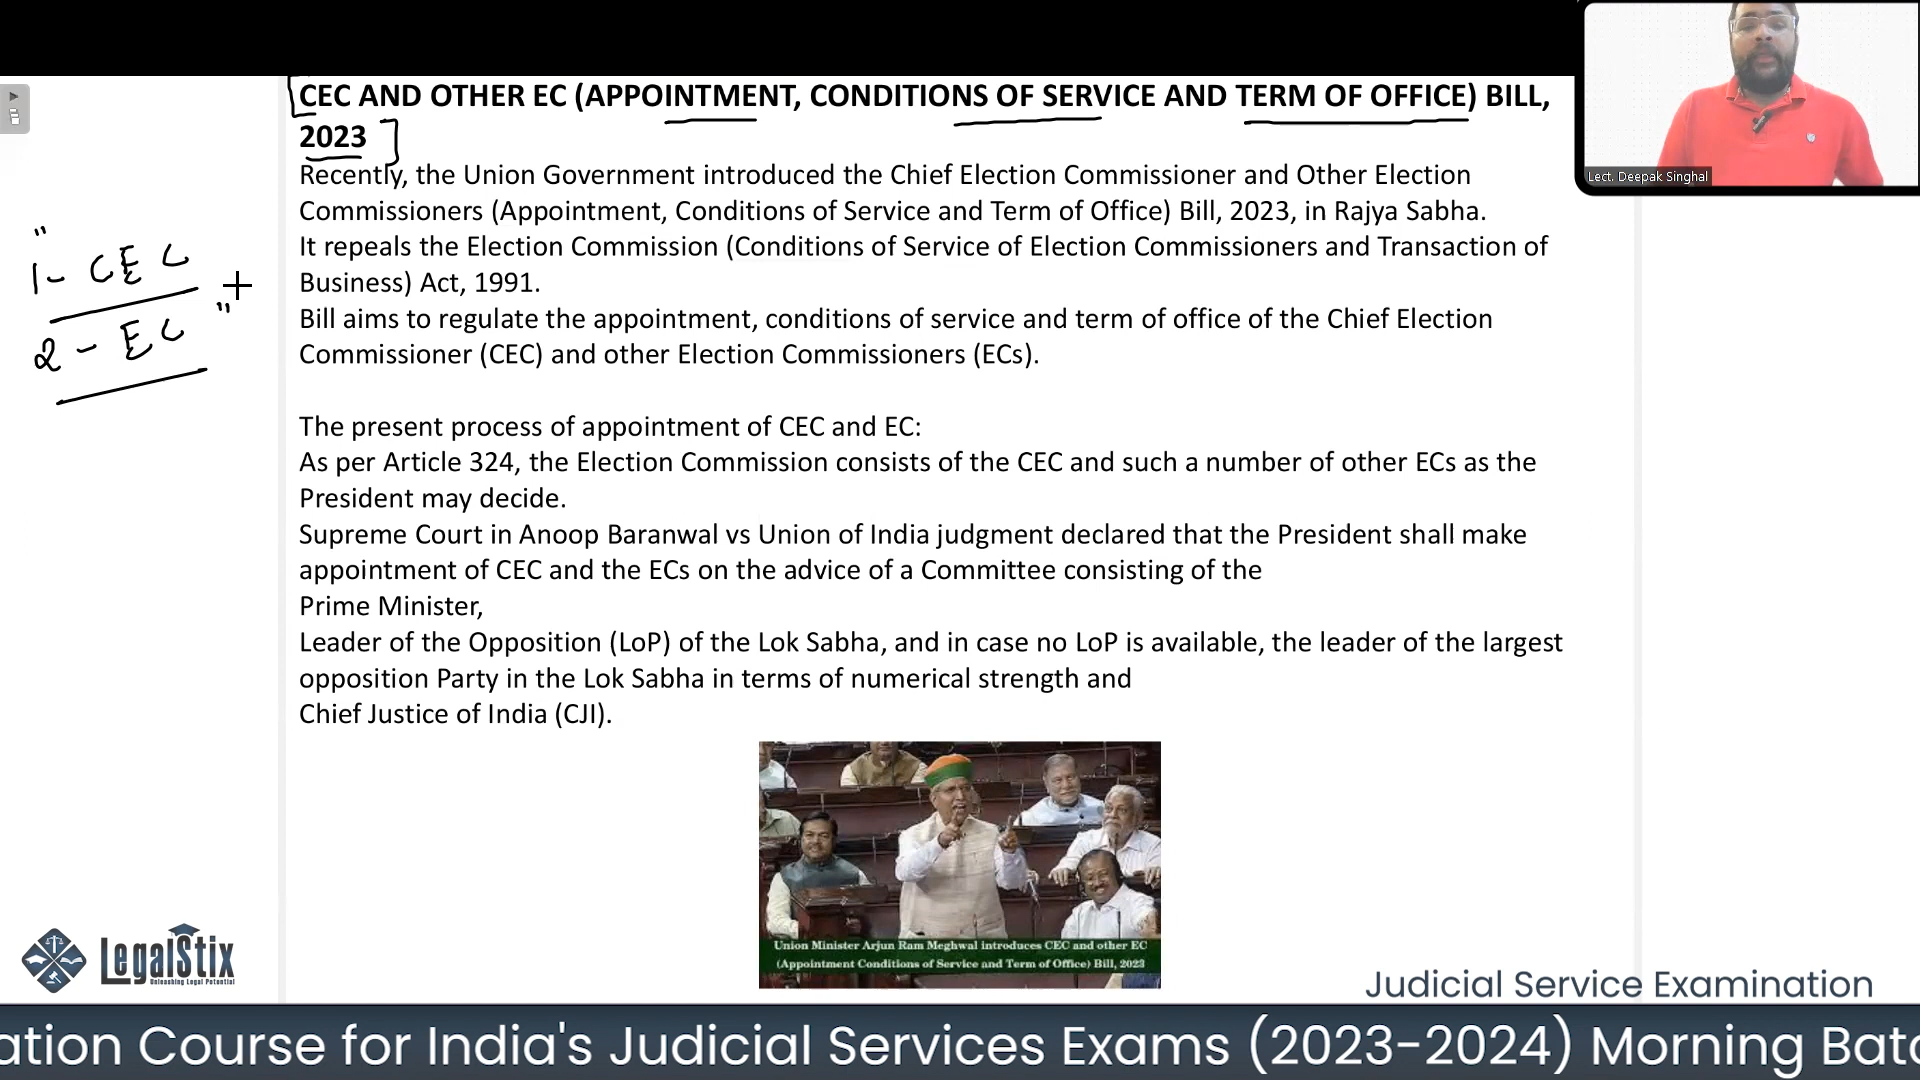 CEC AND OTHER EC (APPOINTMENT, CONDITIONS OF SERVICE AND TERM OF OFFICE) BILL,
2023
Recently, the Union Government introduced the Chief Election Commissioner and Other Election
Commissioners (Appointment, Conditions of Service and Term of Office) Bill, 2023, in Rajya Sabha.
It repeals the Election Commission (Conditions of Service of Election Commissioners and Transaction of
Business) Act, 1991.
Bill aims to regulate the appointment, conditions of service and term of office of the Chief Election
Commissioner (CEC) and other Election Commissioners (ECs).
The present process of appointment of CEC and EC:
As per Article 324, the Election Commission consists of the CEC and such a number of other ECs as the
President may decide.
Supreme Court in Anoop Baranwal vs Union of India judgment declared that the President shall make
appointment of CEC and the ECs on the advice of a Committee consisting of the
Prime Minister,
Leader of the Opposition (LoP) of the Lok Sabha, and in case no LoP is available, the leader of the largest
opposition Party in the Lok Sabha in terms of numerical strength and
Chief Justice of India (CJI).
"
1- CEC
2 - EC "
Lect. Deepak Singhal
Union Minister Arjun Ram Meghwal introduces CEC and other EC
(Appointment Conditions of Service and Term of Office) Bill, 2023
LegalStix
Unleashing Legal Potential
Judicial Service Examination
ation Course for India's Judicial Services Exams (2023-2024) Morning Batc